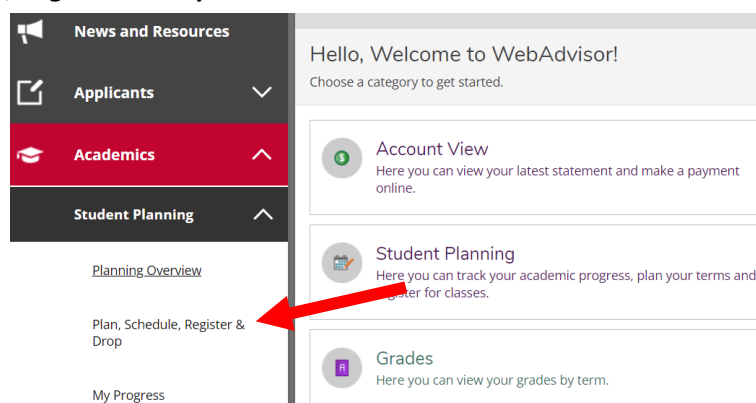 News and Resources
Applicants
Academics
Student Planning
Planning Overview
Plan, Schedule, Register &
Drop
My Progress
Hello, Welcome to WebAdvisor!
Choose a category to get started.
Account View
Here you can view your latest statement and make a payment
online.
Student Planning
Here you can track your academic progress, plan your terms and
register for classes.
Grades
Here you can view your grades by term.